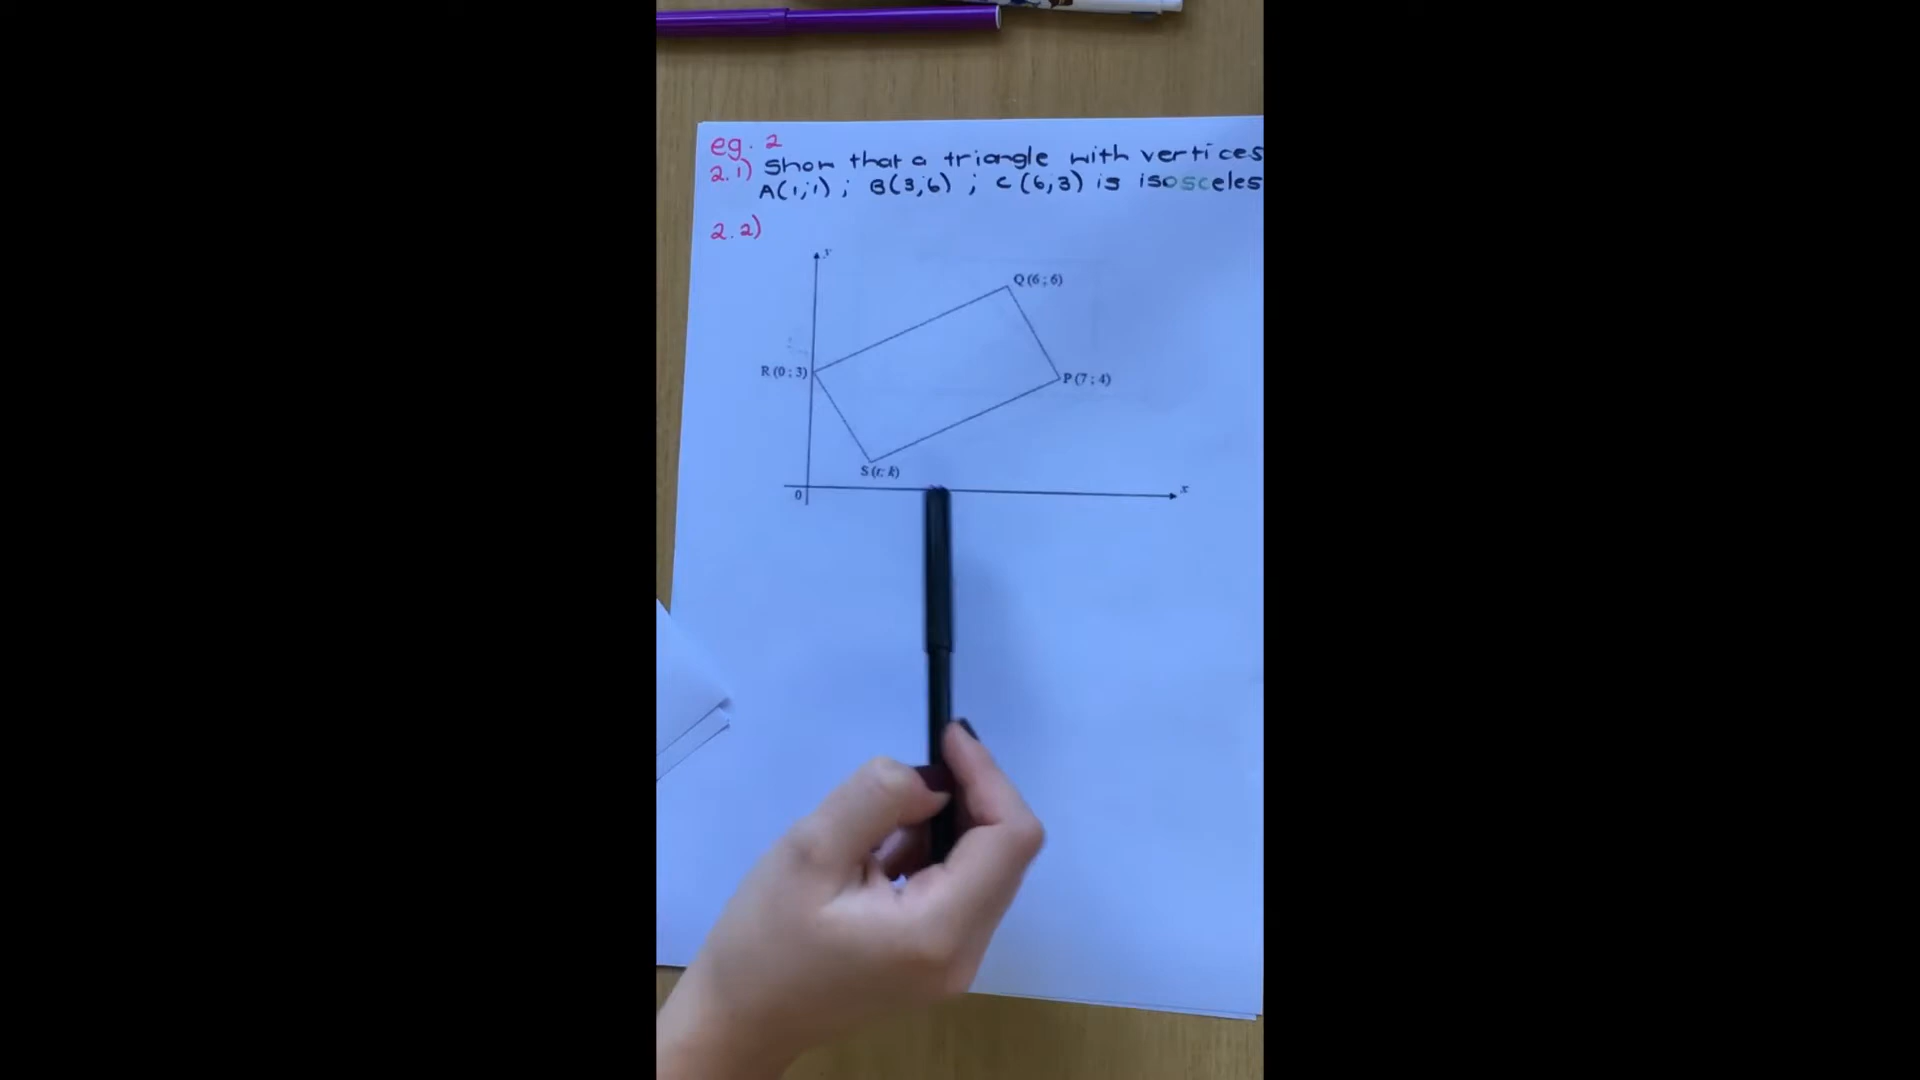 eg. 2
2.1) Show that a triangle with vertices
A(1;1) ; B(3;6) ; C(6;3) is isosceles
2.2)
y
Q (6 ; 6)
R (0 ; 3)
P (7 ; 4)
S (t; k)
0
x